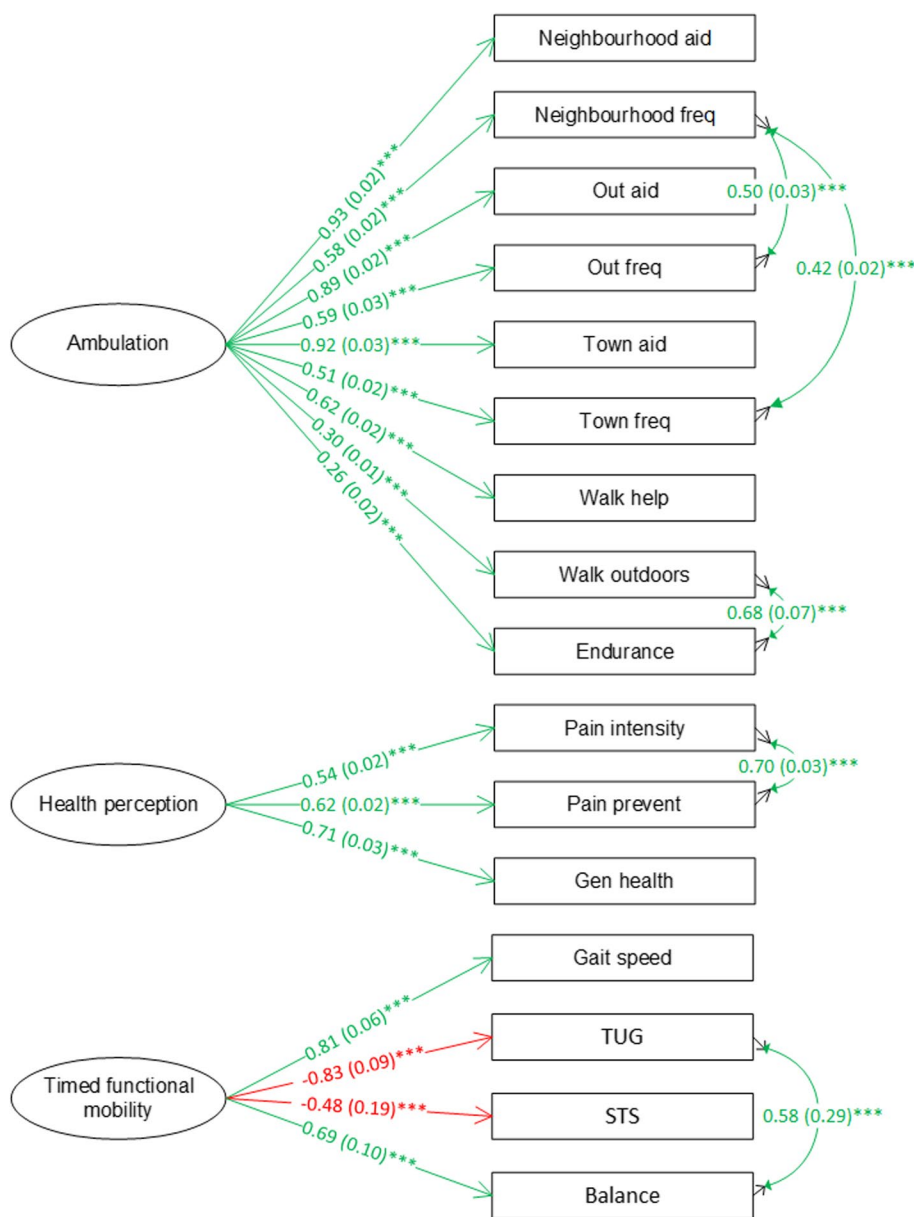 Neighbourhood aid
Neighbourhood freq
Out aid
Out freq
Town aid
Town freq
Walk help
Walk outdoors
Endurance
Ambulation
0.93 (0.02)***
0.58 (0.02)***
0.89 (0.02)***
0.59 (0.03)***
0.92 (0.03)***
0.51 (0.02)***
0.62 (0.02)***
0.30 (0.01)***
0.26 (0.02)***
0.50 (0.03)***
0.42 (0.02)***
0.68 (0.07)***
Health perception
0.54 (0.02)***
0.62 (0.02)***
0.71 (0.03)***
Pain intensity
Pain prevent
Gen health
0.70 (0.03)***
Timed functional
mobility
0.81 (0.06)***
-0.83 (0.09)***
-0.48 (0.19)***
0.69 (0.10)***
Gait speed
TUG
STS
Balance
0.58 (0.29)***